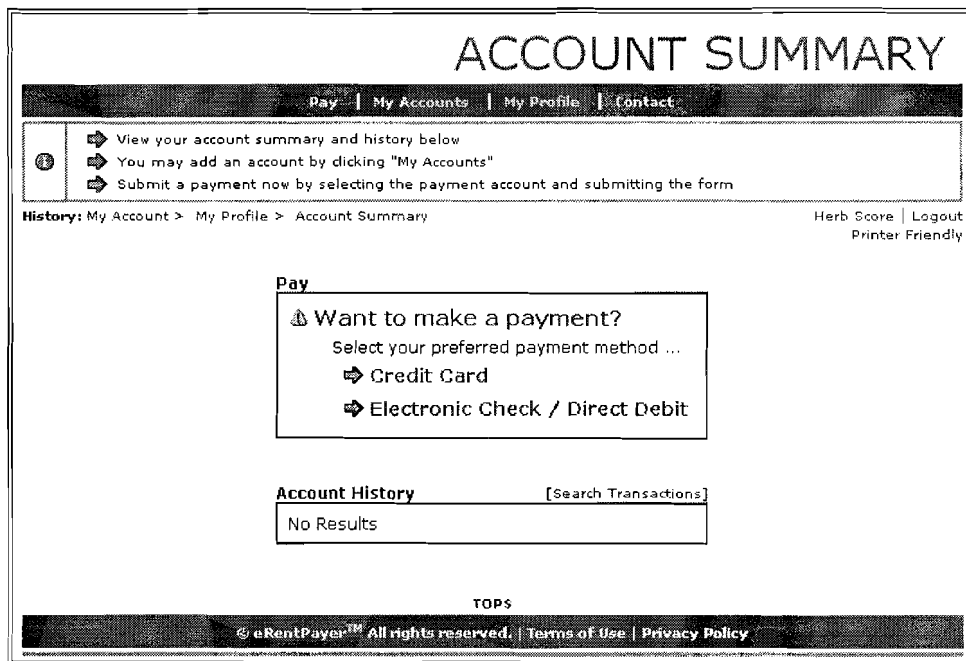 ACCOUNT SUMMARY
Pay | My Accounts | My Profile | Contact
View your account summary and history below
You may add an account by clicking "My Accounts"
Submit a payment now by selecting the payment account and submitting the form
History: My Account > My Profile > Account Summary
Herb Score | Logout
Printer Friendly
Pay
Want to make a payment?
Select your preferred payment method ...
Credit Card
Electronic Check / Direct Debit
Account History [Search Transactions]
No Results
TOPS
© eRentPayer™ All rights reserved. | Terms of Use | Privacy Policy